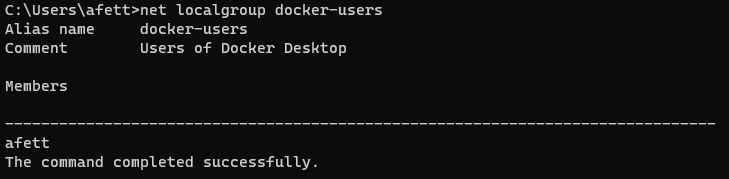 C:\Users\afett>net localgroup docker-users
Alias name     docker-users
Comment        Users of Docker Desktop
Members
-------------------------------------------------------------------------------
afett
The command completed successfully.